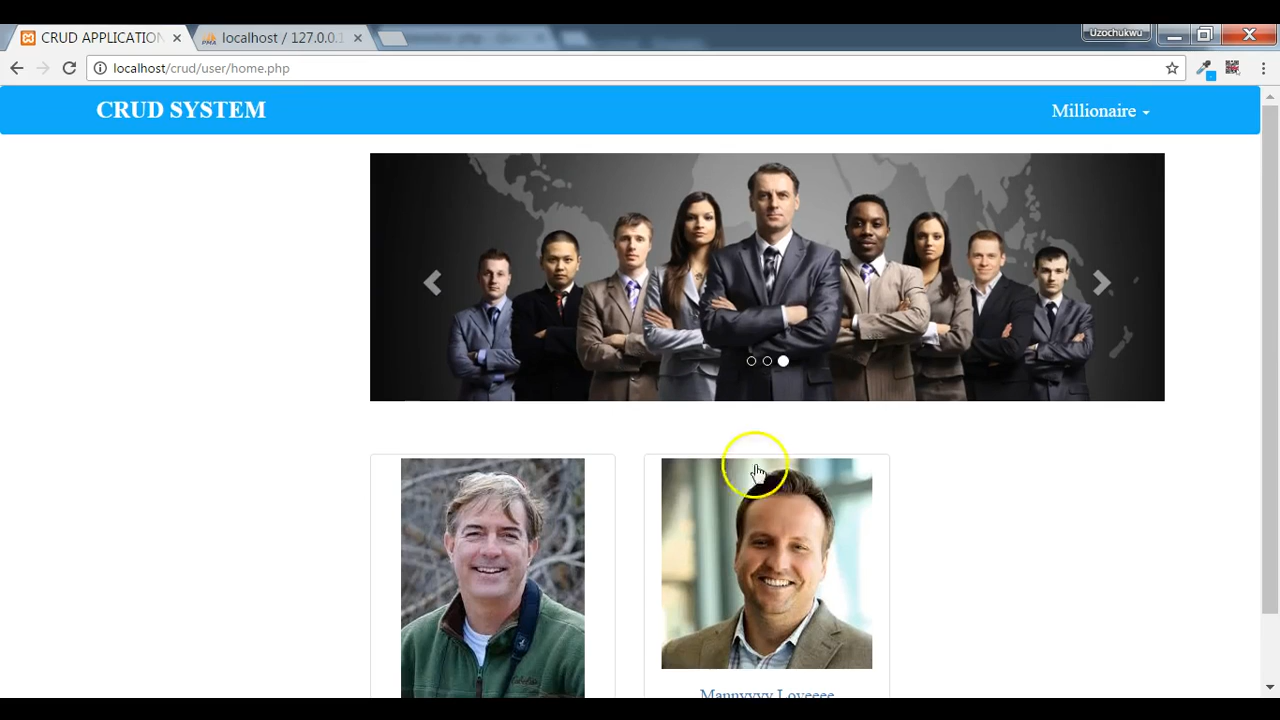 CRUD APPLICATION
localhost / 127.0.0.1
Uzochukwu
localhost/crud/user/home.php
CRUD SYSTEM
Millionaire
Mannyyyy Loveeee